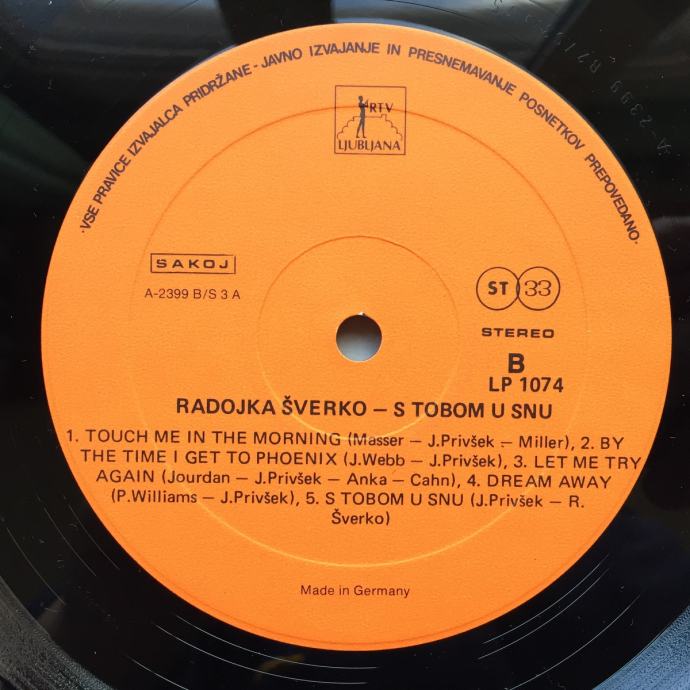 ·VSE PRAVICE IZVAJALCA PRIDRŽANE - JAVNO IZVAJANJE IN PRESNEMAVANJE POSNETKOV PREPOVEDANO·
RTV
LJUBLJANA
SAKOJ
A-2399 B/S 3 A
ST 33
STEREO
B
LP 1074
RADOJKA ŠVERKO — S TOBOM U SNU
1. TOUCH ME IN THE MORNING (Masser — J.Privšek — Miller), 2. BY
THE TIME I GET TO PHOENIX (J.Webb — J.Privšek), 3. LET ME TRY
AGAIN (Jourdan — J.Privšek — Anka — Cahn), 4. DREAM AWAY
(P.Williams — J.Privšek), 5. S TOBOM U SNU (J.Privšek — R.
Šverko)
Made in Germany